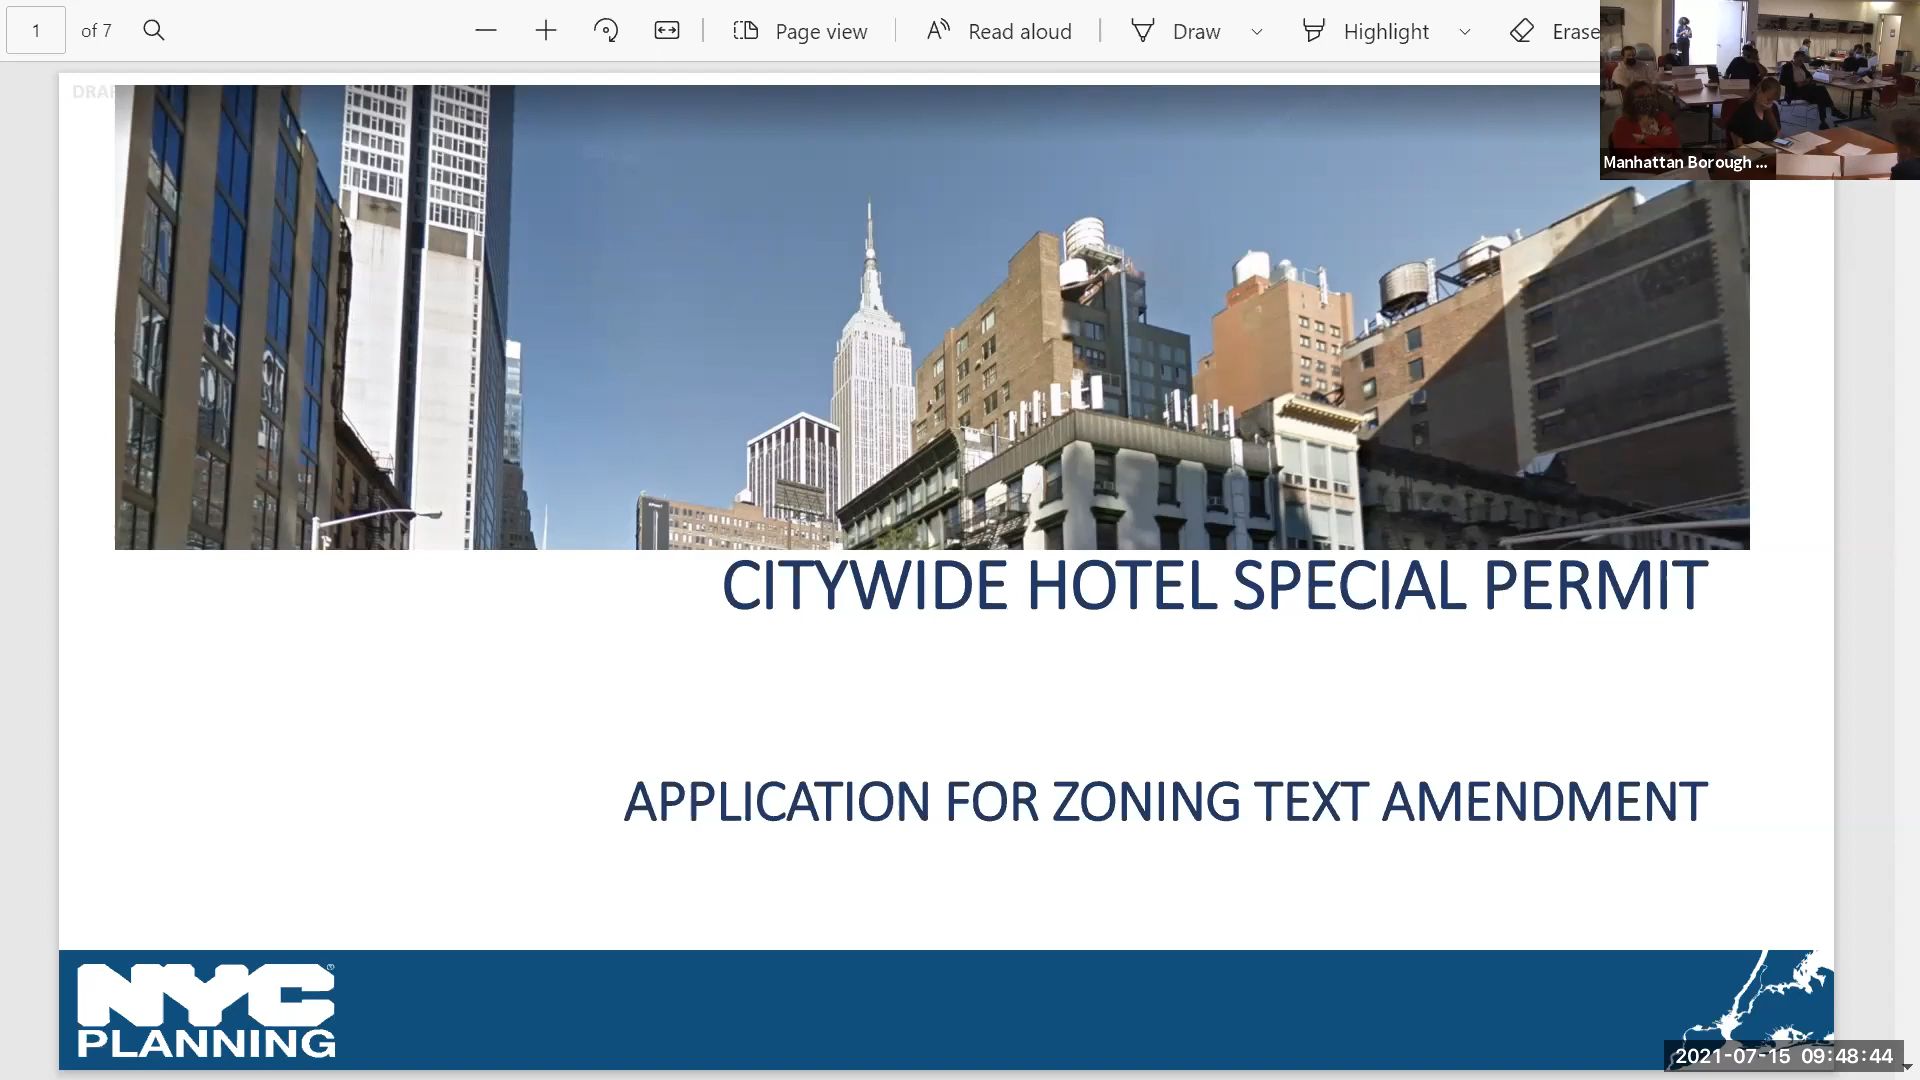 1 of 7
Page view
Read aloud
Draw
Highlight
Erase
Manhattan Borough ...
DRAF
CITYWIDE HOTEL SPECIAL PERMIT
APPLICATION FOR ZONING TEXT AMENDMENT
NYC
PLANNING
2021-07-15 09:48:44